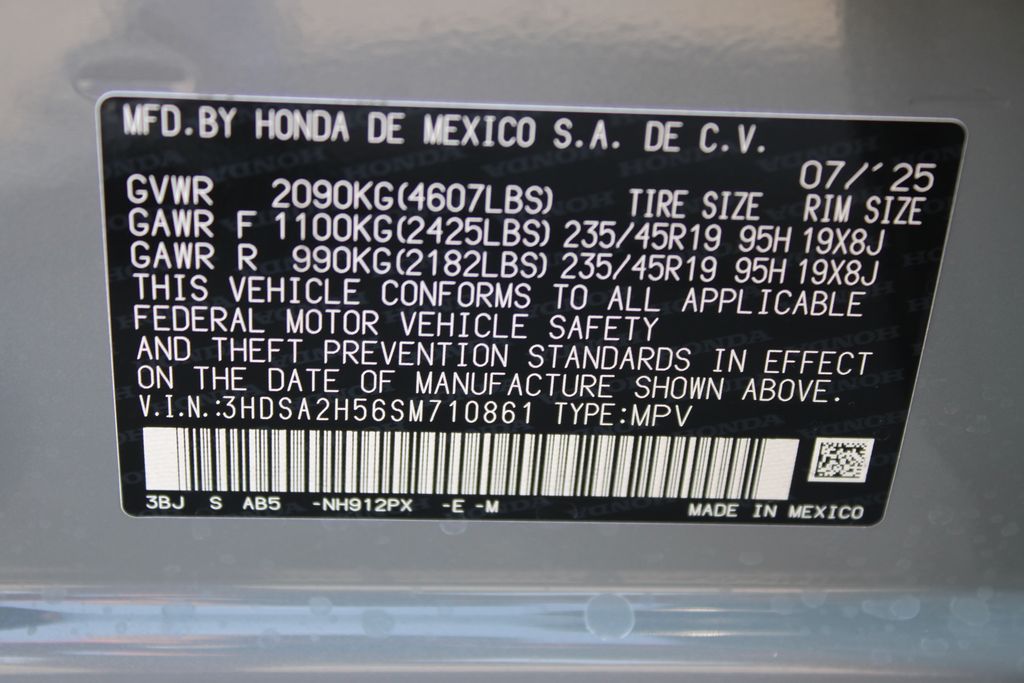 MFD.BY HONDA DE MEXICO S.A. DE C.V.
07/'25
GVWR 2090KG(4607LBS) TIRE SIZE RIM SIZE
GAWR F 1100KG(2425LBS) 235/45R19 95H 19X8J
GAWR R 990KG(2182LBS) 235/45R19 95H 19X8J
THIS VEHICLE CONFORMS TO ALL APPLICABLE
FEDERAL MOTOR VEHICLE SAFETY
AND THEFT PREVENTION STANDARDS IN EFFECT
ON THE DATE OF MANUFACTURE SHOWN ABOVE.
V.I.N.:3HDSA2H56SM710861 TYPE:MPV
3BJ S AB5 -NH912PX -E -M MADE IN MEXICO